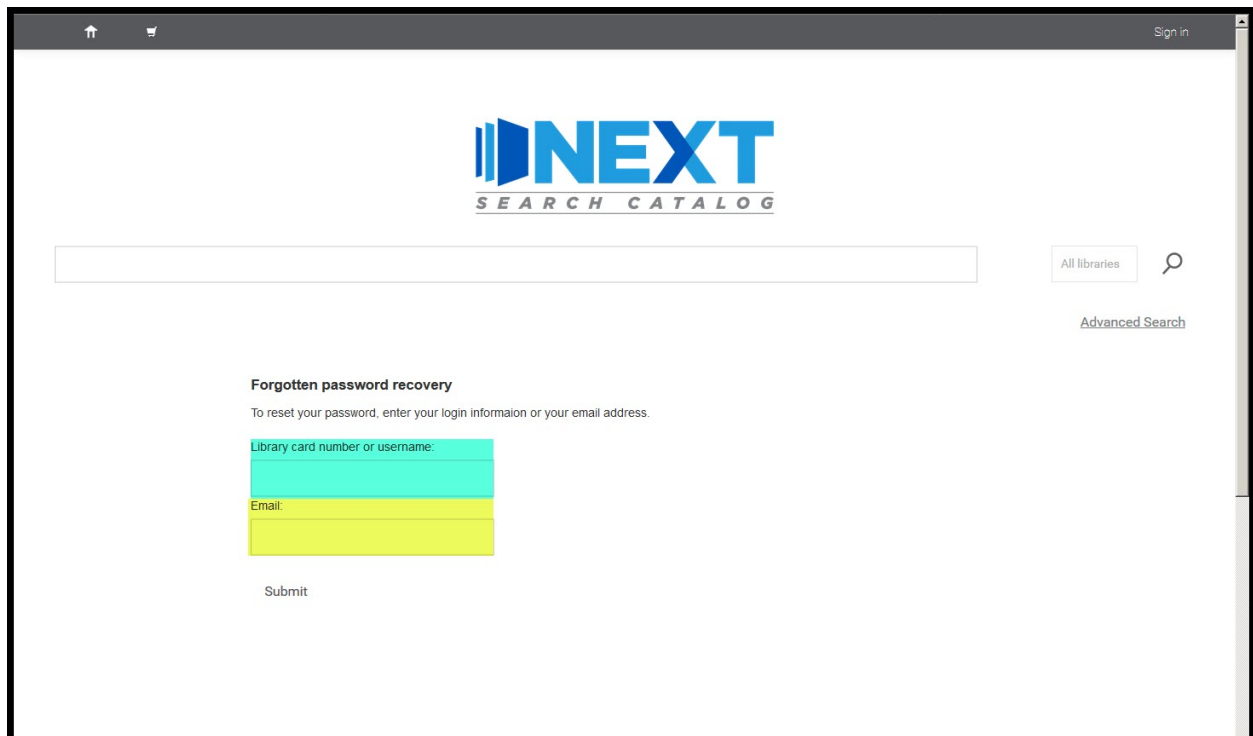 Sign in
NEXT
SEARCH CATALOG
All libraries
Advanced Search
Forgotten password recovery
To reset your password, enter your login informaion or your email address.
Library card number or username:
Email:
Submit